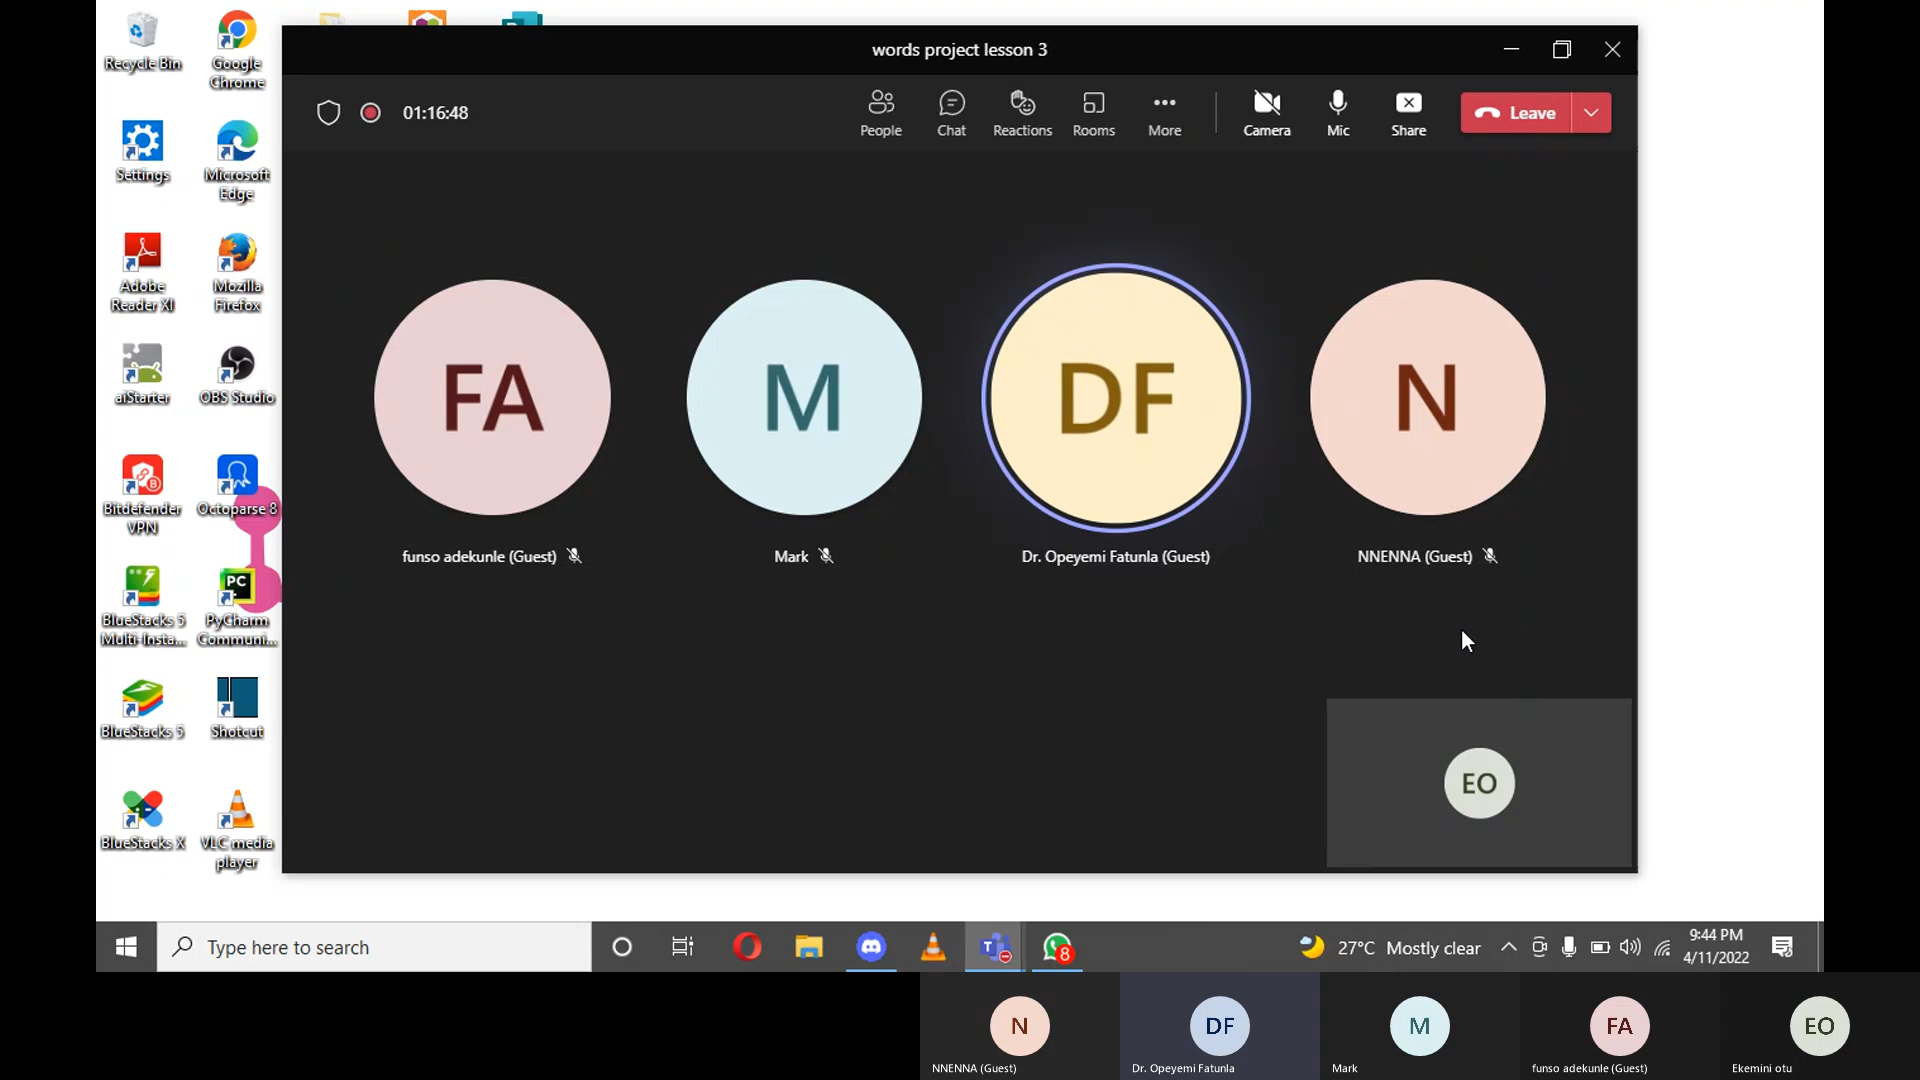 words project lesson 3
01:16:48
People
Chat
Reactions
Rooms
More
Camera
Mic
Share
Leave
Recycle Bin
Google
Chrome
Settings
Microsoft
Edge
Adobe
Reader XI
Mozilla
Firefox
aiStarter
OBS Studio
Bitdefender
VPN
Octoparse 8
BlueStacks 5
Multi-Insta...
PC
PyCharm
Communi...
BlueStacks 5
Shotcut
BlueStacks X
VLC media
player
FA
M
DF
N
funso adekunle (Guest)
Mark
Dr. Opeyemi Fatunla (Guest)
NNENNA (Guest)
EO
Type here to search
T
8
27°C Mostly clear
9:44 PM
4/11/2022
N
DF
M
FA
EO
NNENNA (Guest)
Dr. Opeyemi Fatunla
Mark
funso adekunle (Guest)
Ekemini otu